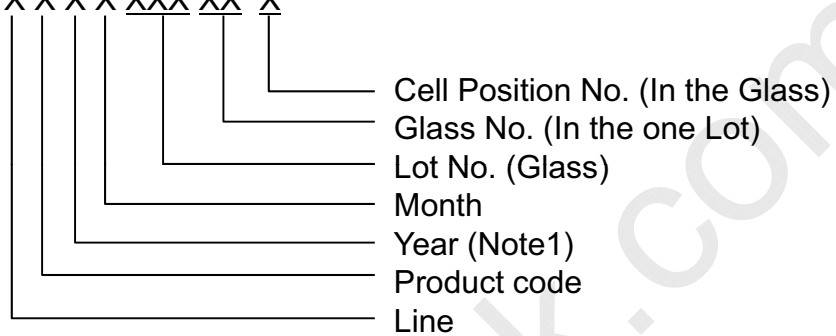 X X X X XXX XX X
Cell Position No. (In the Glass)
Glass No. (In the one Lot)
Lot No. (Glass)
Month
Year (Note1)
Product code
Line